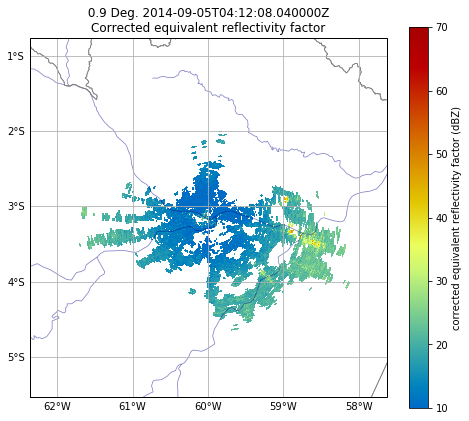 0.9 Deg. 2014-09-05T04:12:08.040000Z
Corrected equivalent reflectivity factor
1°S
2°S
3°S
4°S
5°S
62°W
61°W
60°W
59°W
58°W
70
60
50
40
30
20
10
corrected equivalent reflectivity factor (dBZ)